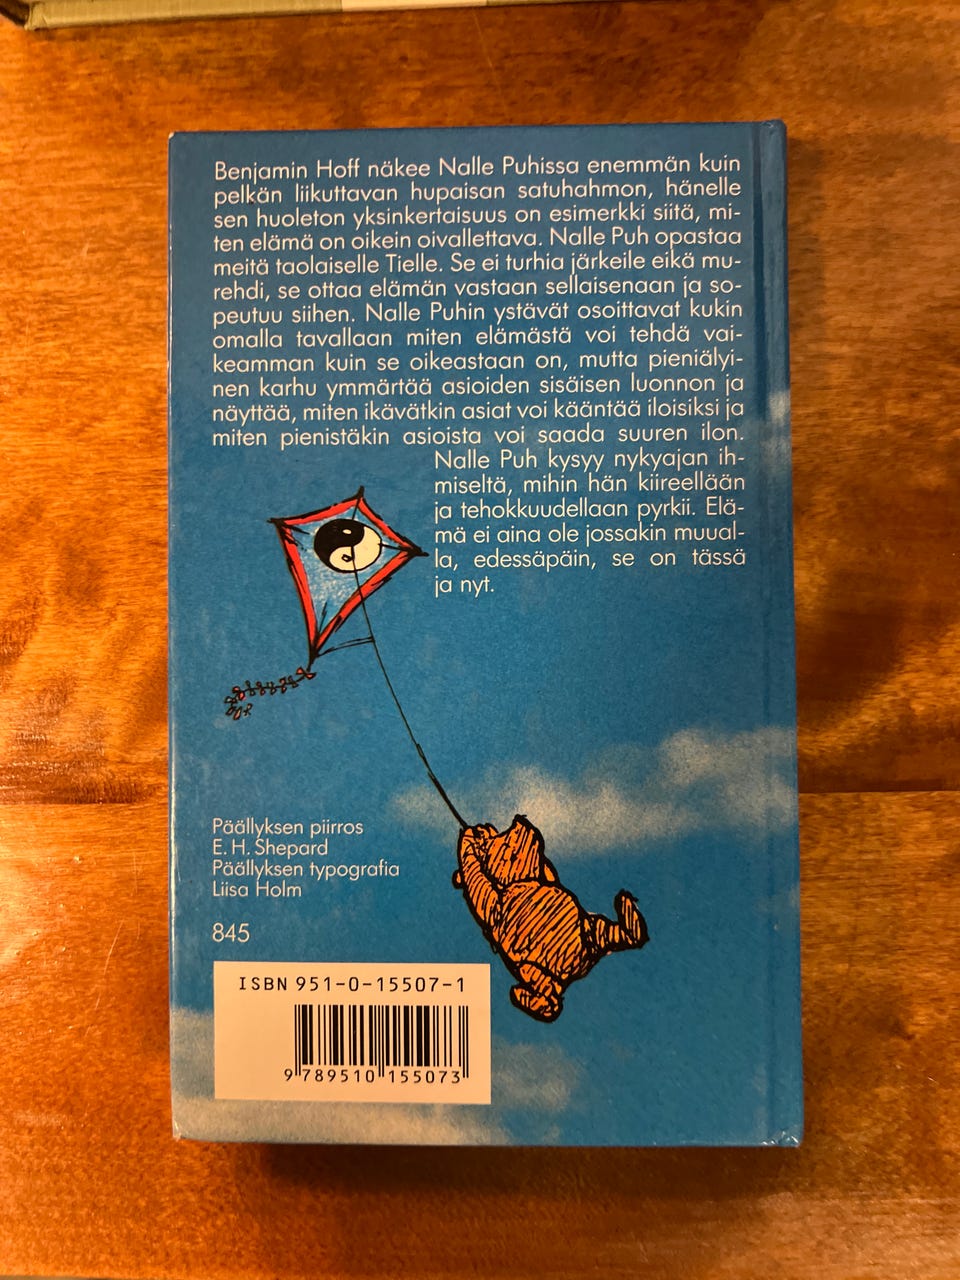 Benjamin Hoff näkee Nalle Puhissa enemmän kuin
pelkän liikuttavan hupaisan satuhahmon, hänelle
sen huoleton yksinkertaisuus on esimerkki siitä, mi-
ten elämä on oikein oivallettava. Nalle Puh opastaa
meitä taolaiselle Tielle. Se ei turhia järkeile eikä mu-
rehdi, se ottaa elämän vastaan sellaisenaan ja so-
peutuu siihen. Nalle Puhin ystävät osoittavat kukin
omalla tavallaan miten elämästä voi tehdä vai-
keamman kuin se oikeastaan on, mutta pieniälyi-
nen karhu ymmärtää asioiden sisäisen luonnon ja
näyttää, miten ikävätkin asiat voi kääntää iloisiksi ja
miten pienistäkin asioista voi saada suuren ilon.
Nalle Puh kysyy nykyajan ih-
miseltä, mihin hän kiireellään
ja tehokkuudellaan pyrkii. Elä-
mä ei aina ole jossakin muual-
la, edessäpäin, se on tässä
ja nyt.
Päällyksen piirros
E. H. Shepard
Päällyksen typografia
Liisa Holm
845
ISBN 951-0-15507-1
9 789510 155073